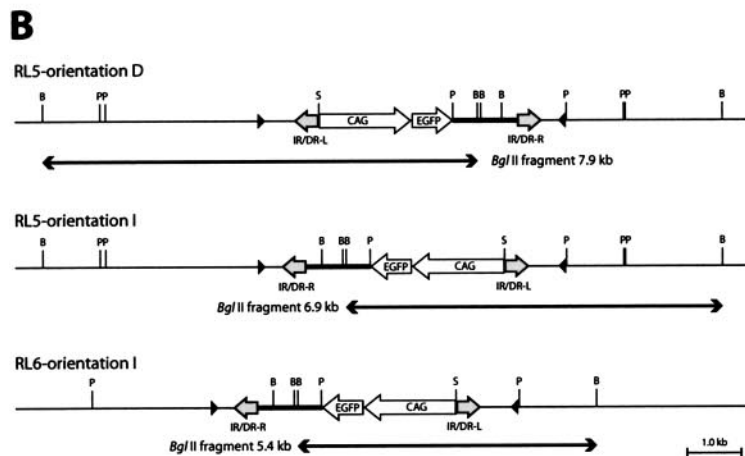 B
RL5-orientation D
B PP S P BB B P PP B
CAG EGFP
IR/DR-L IR/DR-R
Bgl II fragment 7.9 kb
RL5-orientation I
B PP B BB P S P PP B
EGFP CAG
IR/DR-R IR/DR-L
Bgl II fragment 6.9 kb
RL6-orientation I
P B BB P S P B
EGFP CAG
IR/DR-R IR/DR-L
Bgl II fragment 5.4 kb
1.0 kb